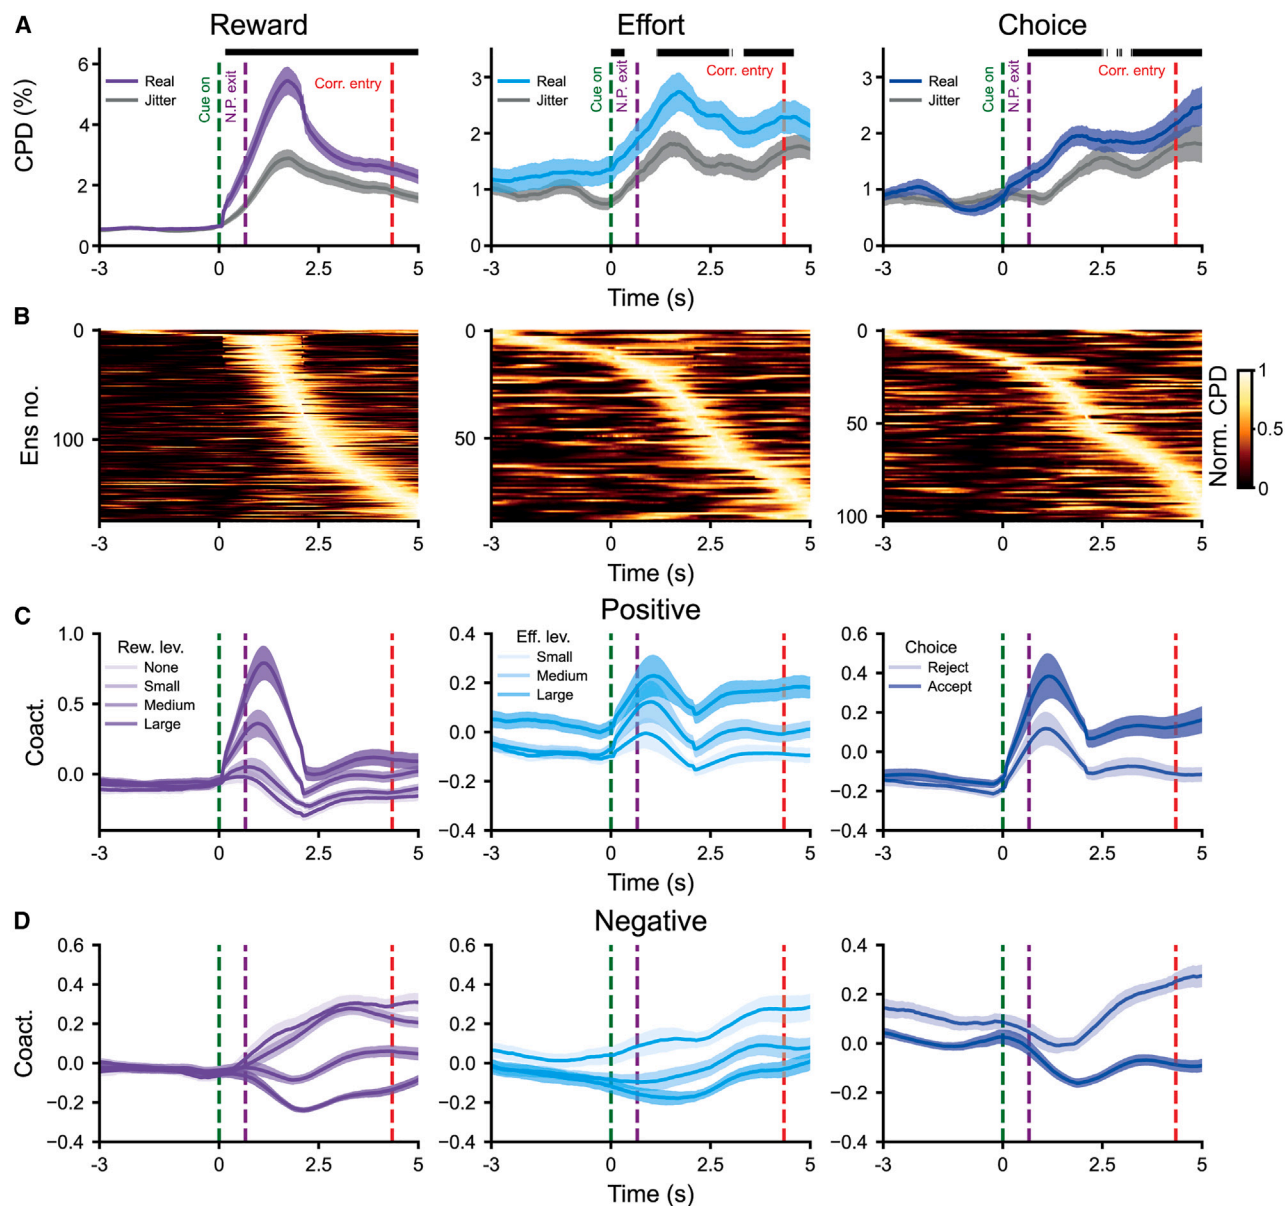 A
Reward
Effort
Choice
CPD (%)
6
4
2
0
Real
Jitter
Cue on
N.P. exit
Corr. entry
-3
0
2.5
5
3
2
1
0
Real
Jitter
Cue on
N.P. exit
Corr. entry
-3
0
2.5
5
3
2
1
0
Real
Jitter
Cue on
N.P. exit
Corr. entry
-3
0
2.5
5
Time (s)
B
Ens no.
0
100
-3
0
2.5
5
0
50
-3
0
2.5
5
0
50
100
-3
0
2.5
5
Norm. CPD
1
0.5
0
Time (s)
C
Positive
Coact.
1.0
0.5
0.0
Rew. lev.
None
Small
Medium
Large
-3
0
2.5
5
0.4
0.2
0.0
−0.2
−0.4
Eff. lev.
Small
Medium
Large
-3
0
2.5
5
0.6
0.4
0.2
0.0
−0.2
−0.4
Choice
Reject
Accept
-3
0
2.5
5
Time (s)
D
Negative
Coact.
0.6
0.4
0.2
0.0
−0.2
−0.4
-3
0
2.5
5
0.6
0.4
0.2
0.0
−0.2
−0.4
-3
0
2.5
5
0.4
0.2
0.0
−0.2
−0.4
-3
0
2.5
5
Time (s)